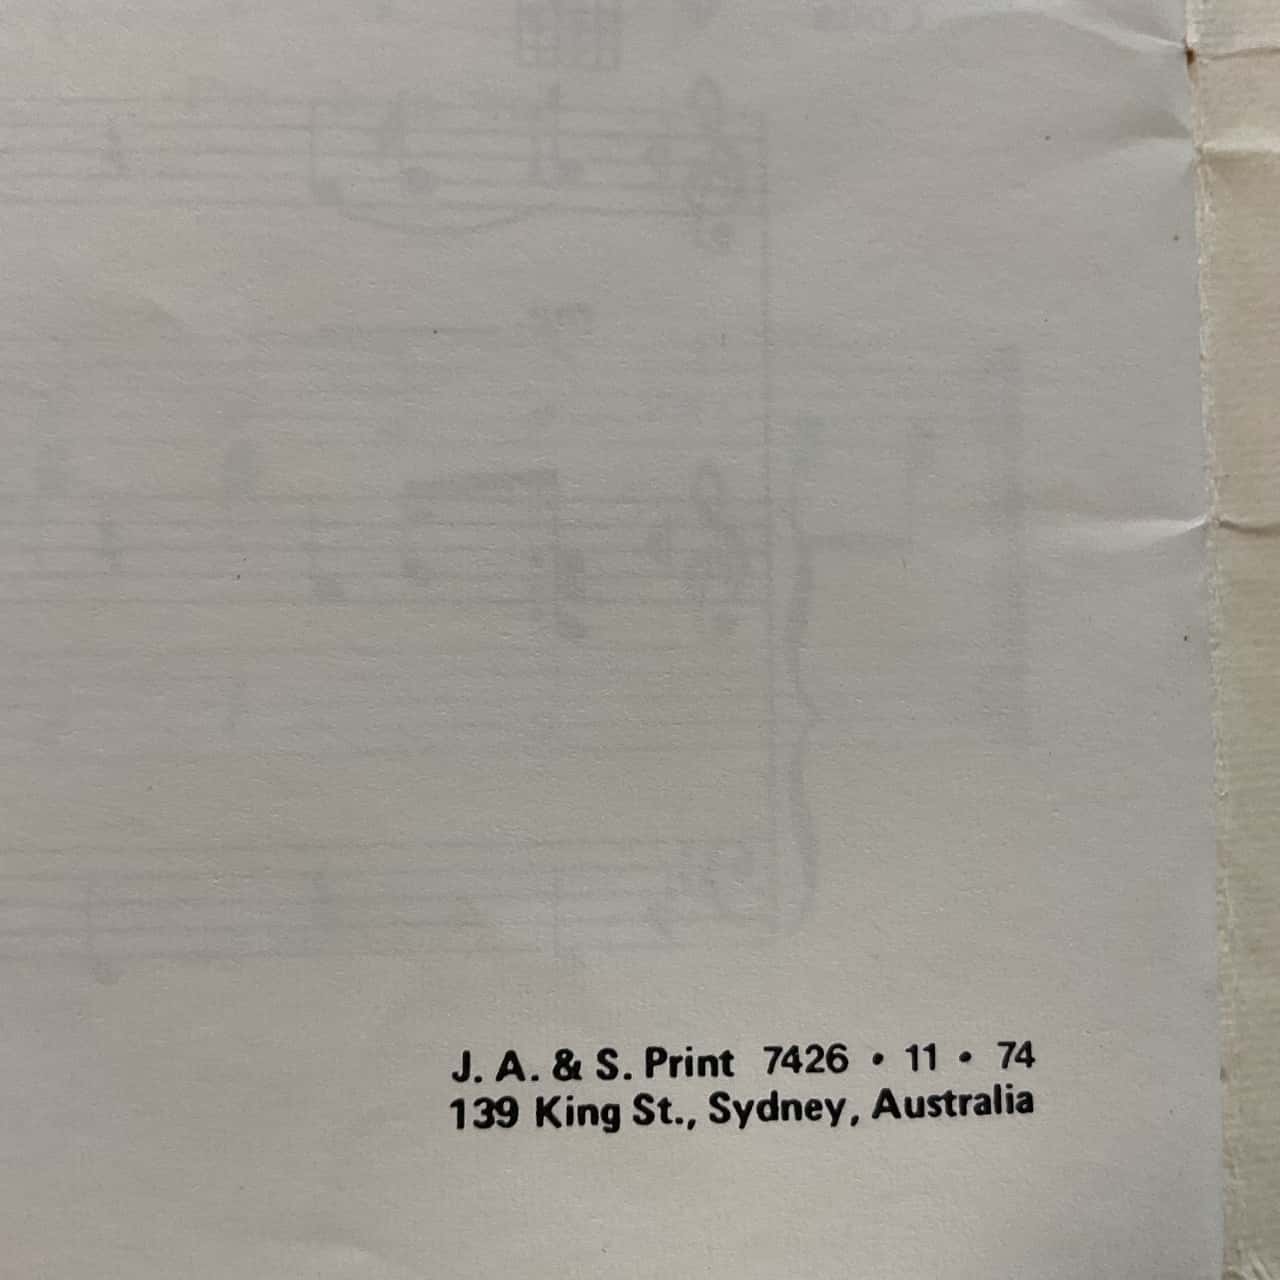 J. A. & S. Print 7426 • 11 • 74
139 King St., Sydney, Australia